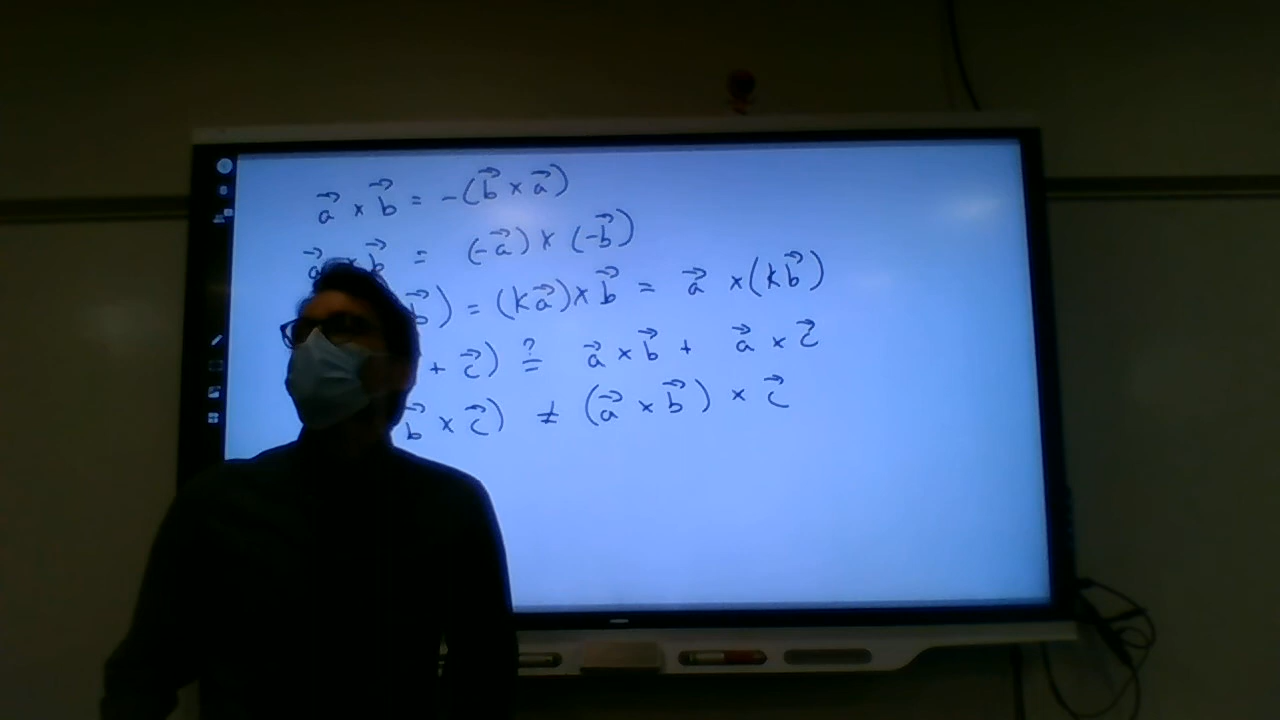 a⃗ × b⃗ = -(b⃗ × a⃗)
a⃗ × b⃗ = (-a⃗) × (-b⃗)
b⃗) = (ka⃗)×b⃗ = a⃗ ×(kb⃗)
+ c⃗) ≟ a⃗ × b⃗ + a⃗ × c⃗
b⃗ × c⃗) ≠ (a⃗ × b⃗) × c⃗